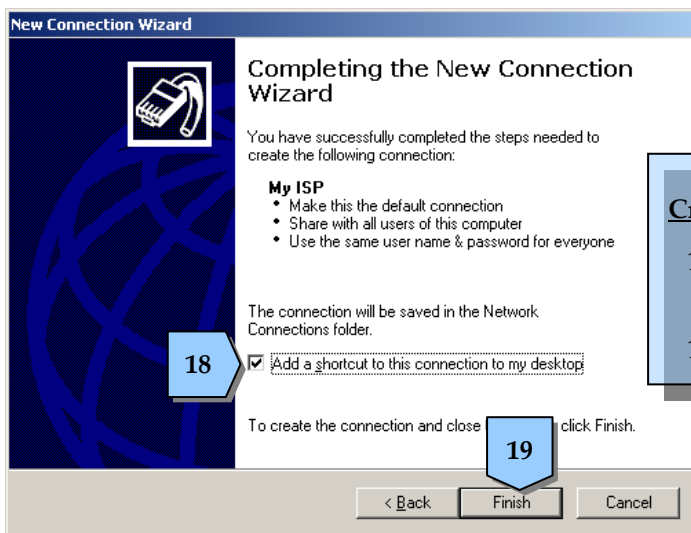 New Connection Wizard
Completing the New Connection
Wizard
You have successfully completed the steps needed to
create the following connection:
My ISP
• Make this the default connection
• Share with all users of this computer
• Use the same user name & password for everyone
The connection will be saved in the Network
Connections folder.
18
Add a shortcut to this connection to my desktop
To create the connection and close click Finish.
19
< Back
Finish
Cancel